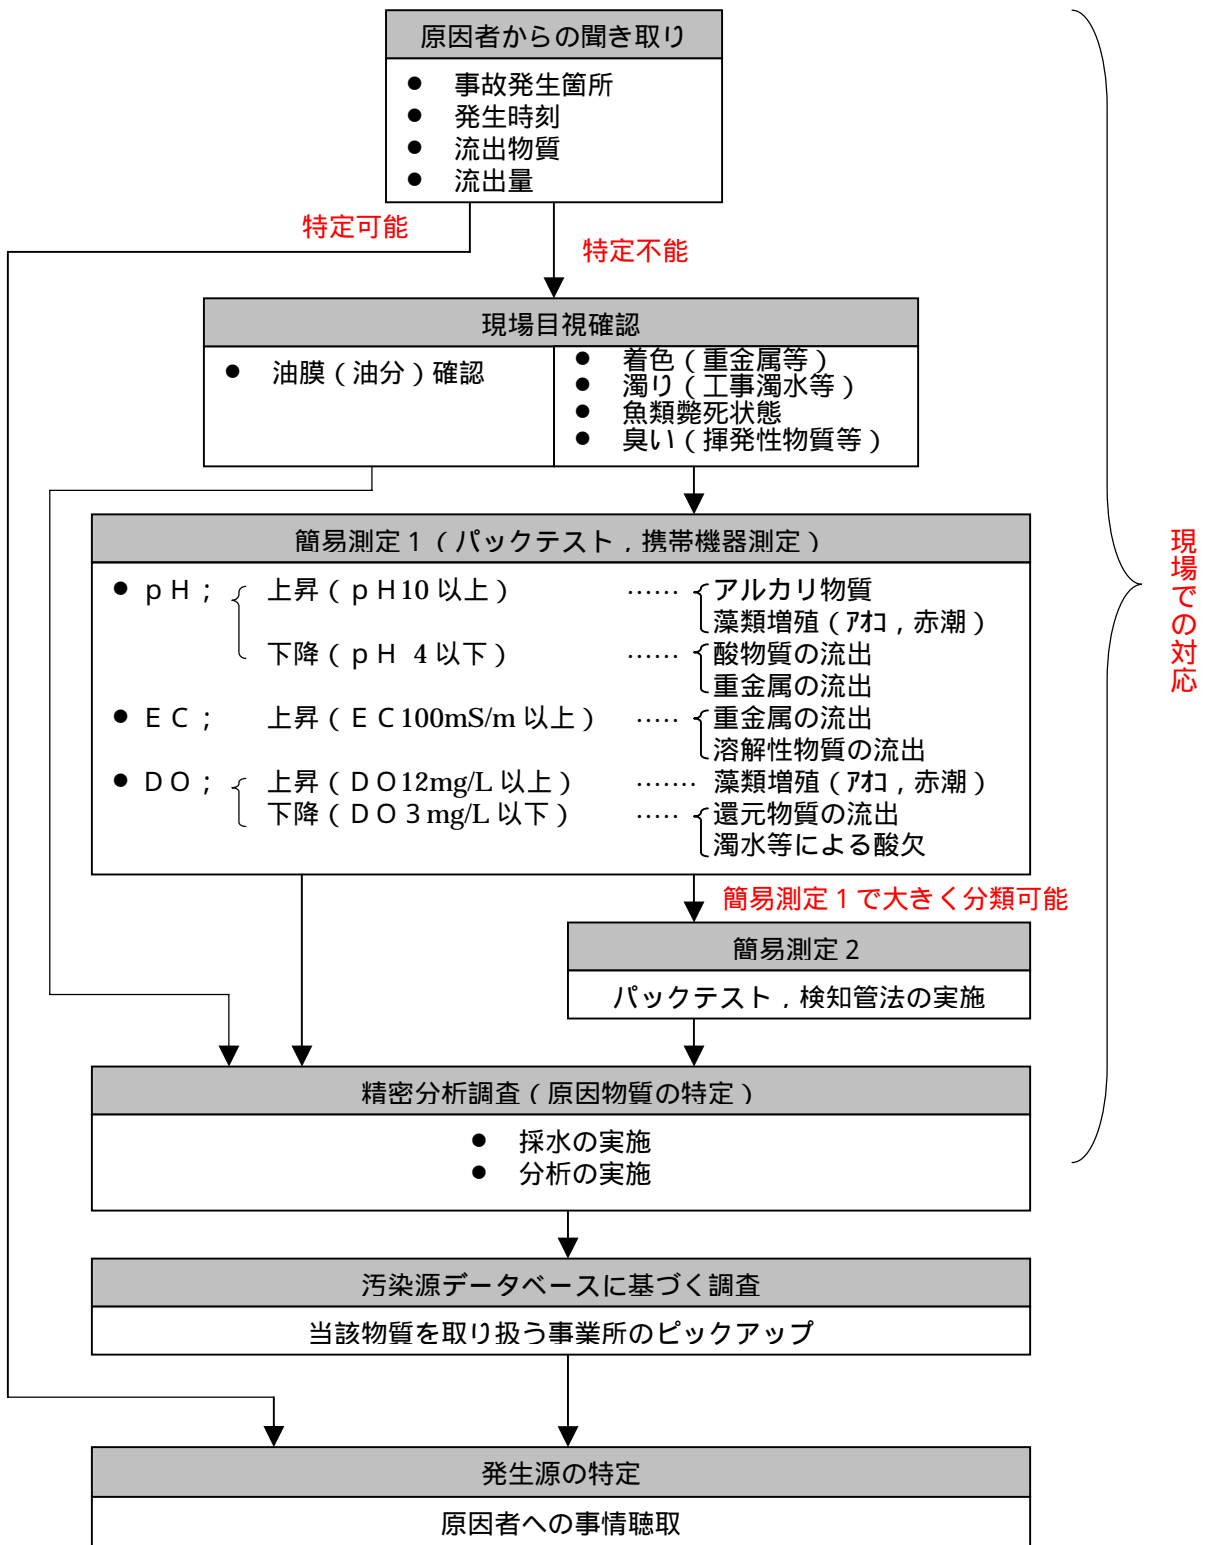 原因者からの聞き取り
● 事故発生箇所
● 発生時刻
● 流出物質
● 流出量
特定可能
特定不能
現場目視確認
● 油膜（油分）確認
● 着色（重金属等）
● 濁り（工事濁水等）
● 魚類斃死状態
● 臭い（揮発性物質等）
簡易測定１（パックテスト，携帯機器測定）
● ｐＨ； 上昇（ｐＨ10以上） …… アルカリ物質
藻類増殖（ｱｵｺ，赤潮）
下降（ｐＨ 4以下） …… 酸物質の流出
重金属の流出
● ＥＣ； 上昇（ＥＣ100mS/m以上） ….. 重金属の流出
溶解性物質の流出
● ＤＯ； 上昇（ＤＯ12mg/L以上） ……. 藻類増殖（ｱｵｺ，赤潮）
下降（ＤＯ３mg/L以下） ….. 還元物質の流出
濁水等による酸欠
簡易測定１で大きく分類可能
簡易測定２
パックテスト，検知管法の実施
精密分析調査（原因物質の特定）
● 採水の実施
● 分析の実施
汚染源データベースに基づく調査
当該物質を取り扱う事業所のピックアップ
発生源の特定
原因者への事情聴取
現場での対応